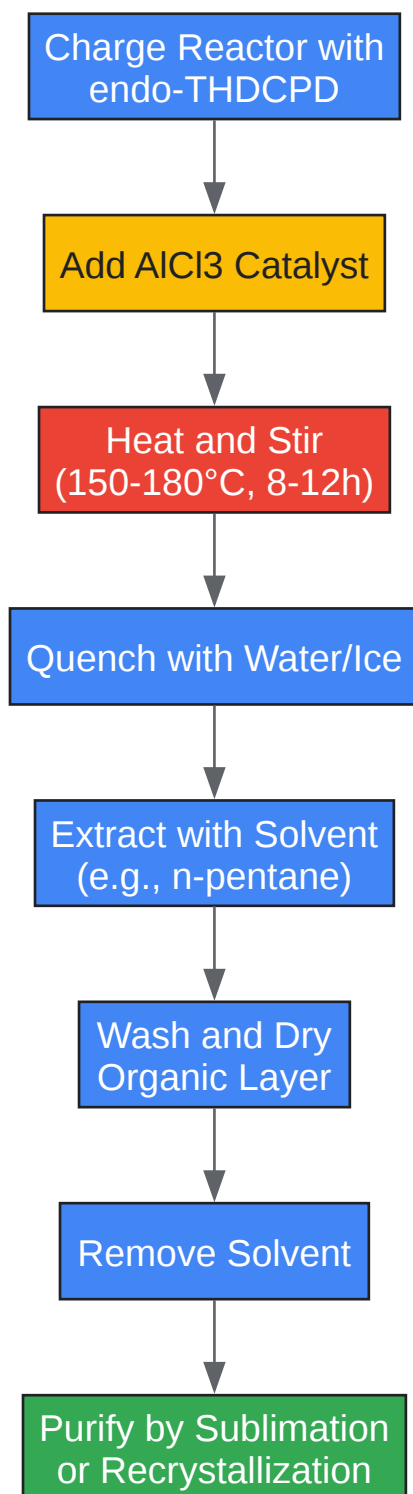 Charge Reactor with
endo-THDCPD
Add AlCl3 Catalyst
Heat and Stir
(150-180°C, 8-12h)
Quench with Water/Ice
Extract with Solvent
(e.g., n-pentane)
Wash and Dry
Organic Layer
Remove Solvent
Purify by Sublimation
or Recrystallization